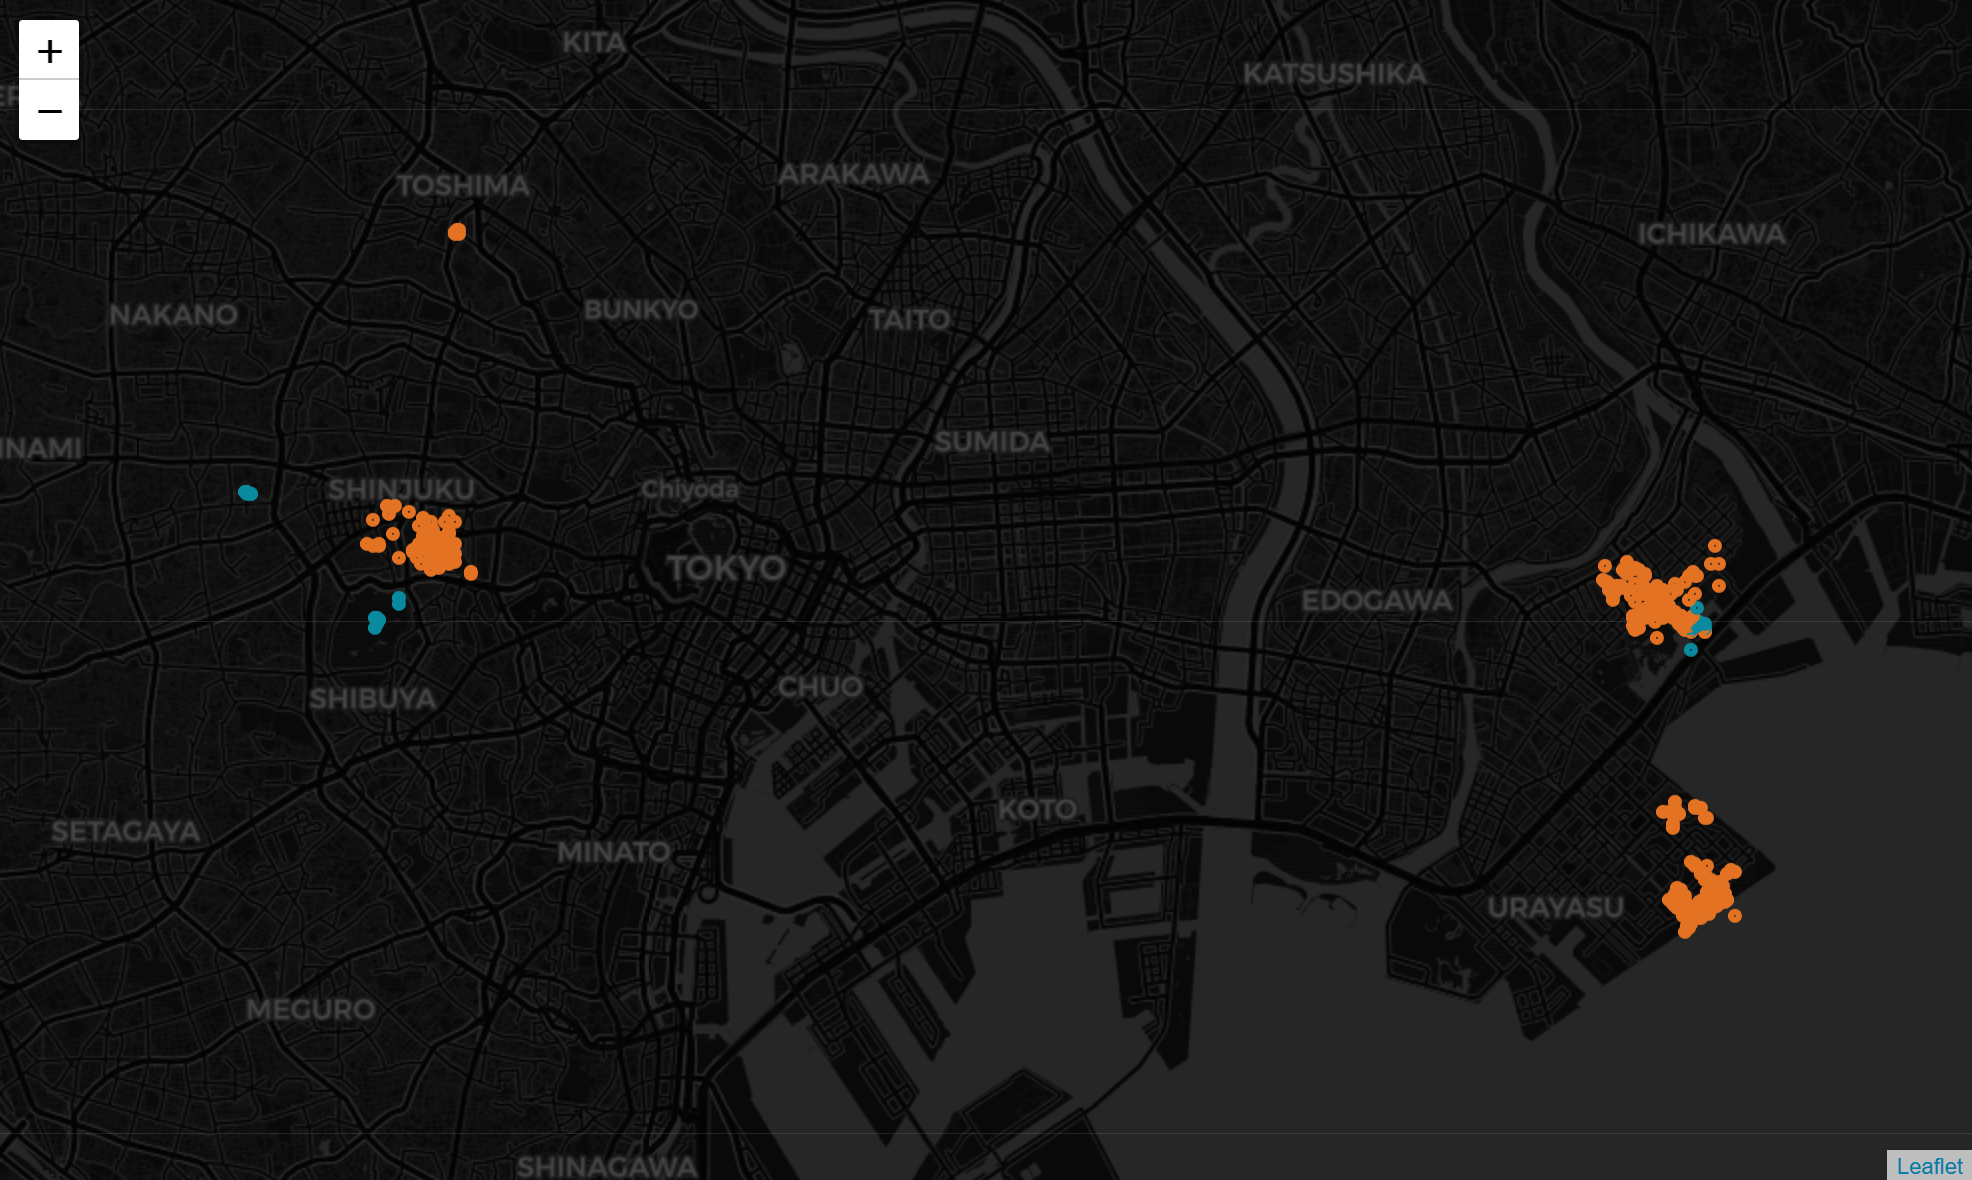 +
−
KITA
KATSUSHIKA
TOSHIMA
ARAKAWA
ICHIKAWA
NAKANO
BUNKYO
TAITO
INAMI
SUMIDA
SHINJUKU
Chiyoda
TOKYO
EDOGAWA
SHIBUYA
CHUO
KOTO
SETAGAYA
MINATO
URAYASU
MEGURO
SHINAGAWA
Leaflet